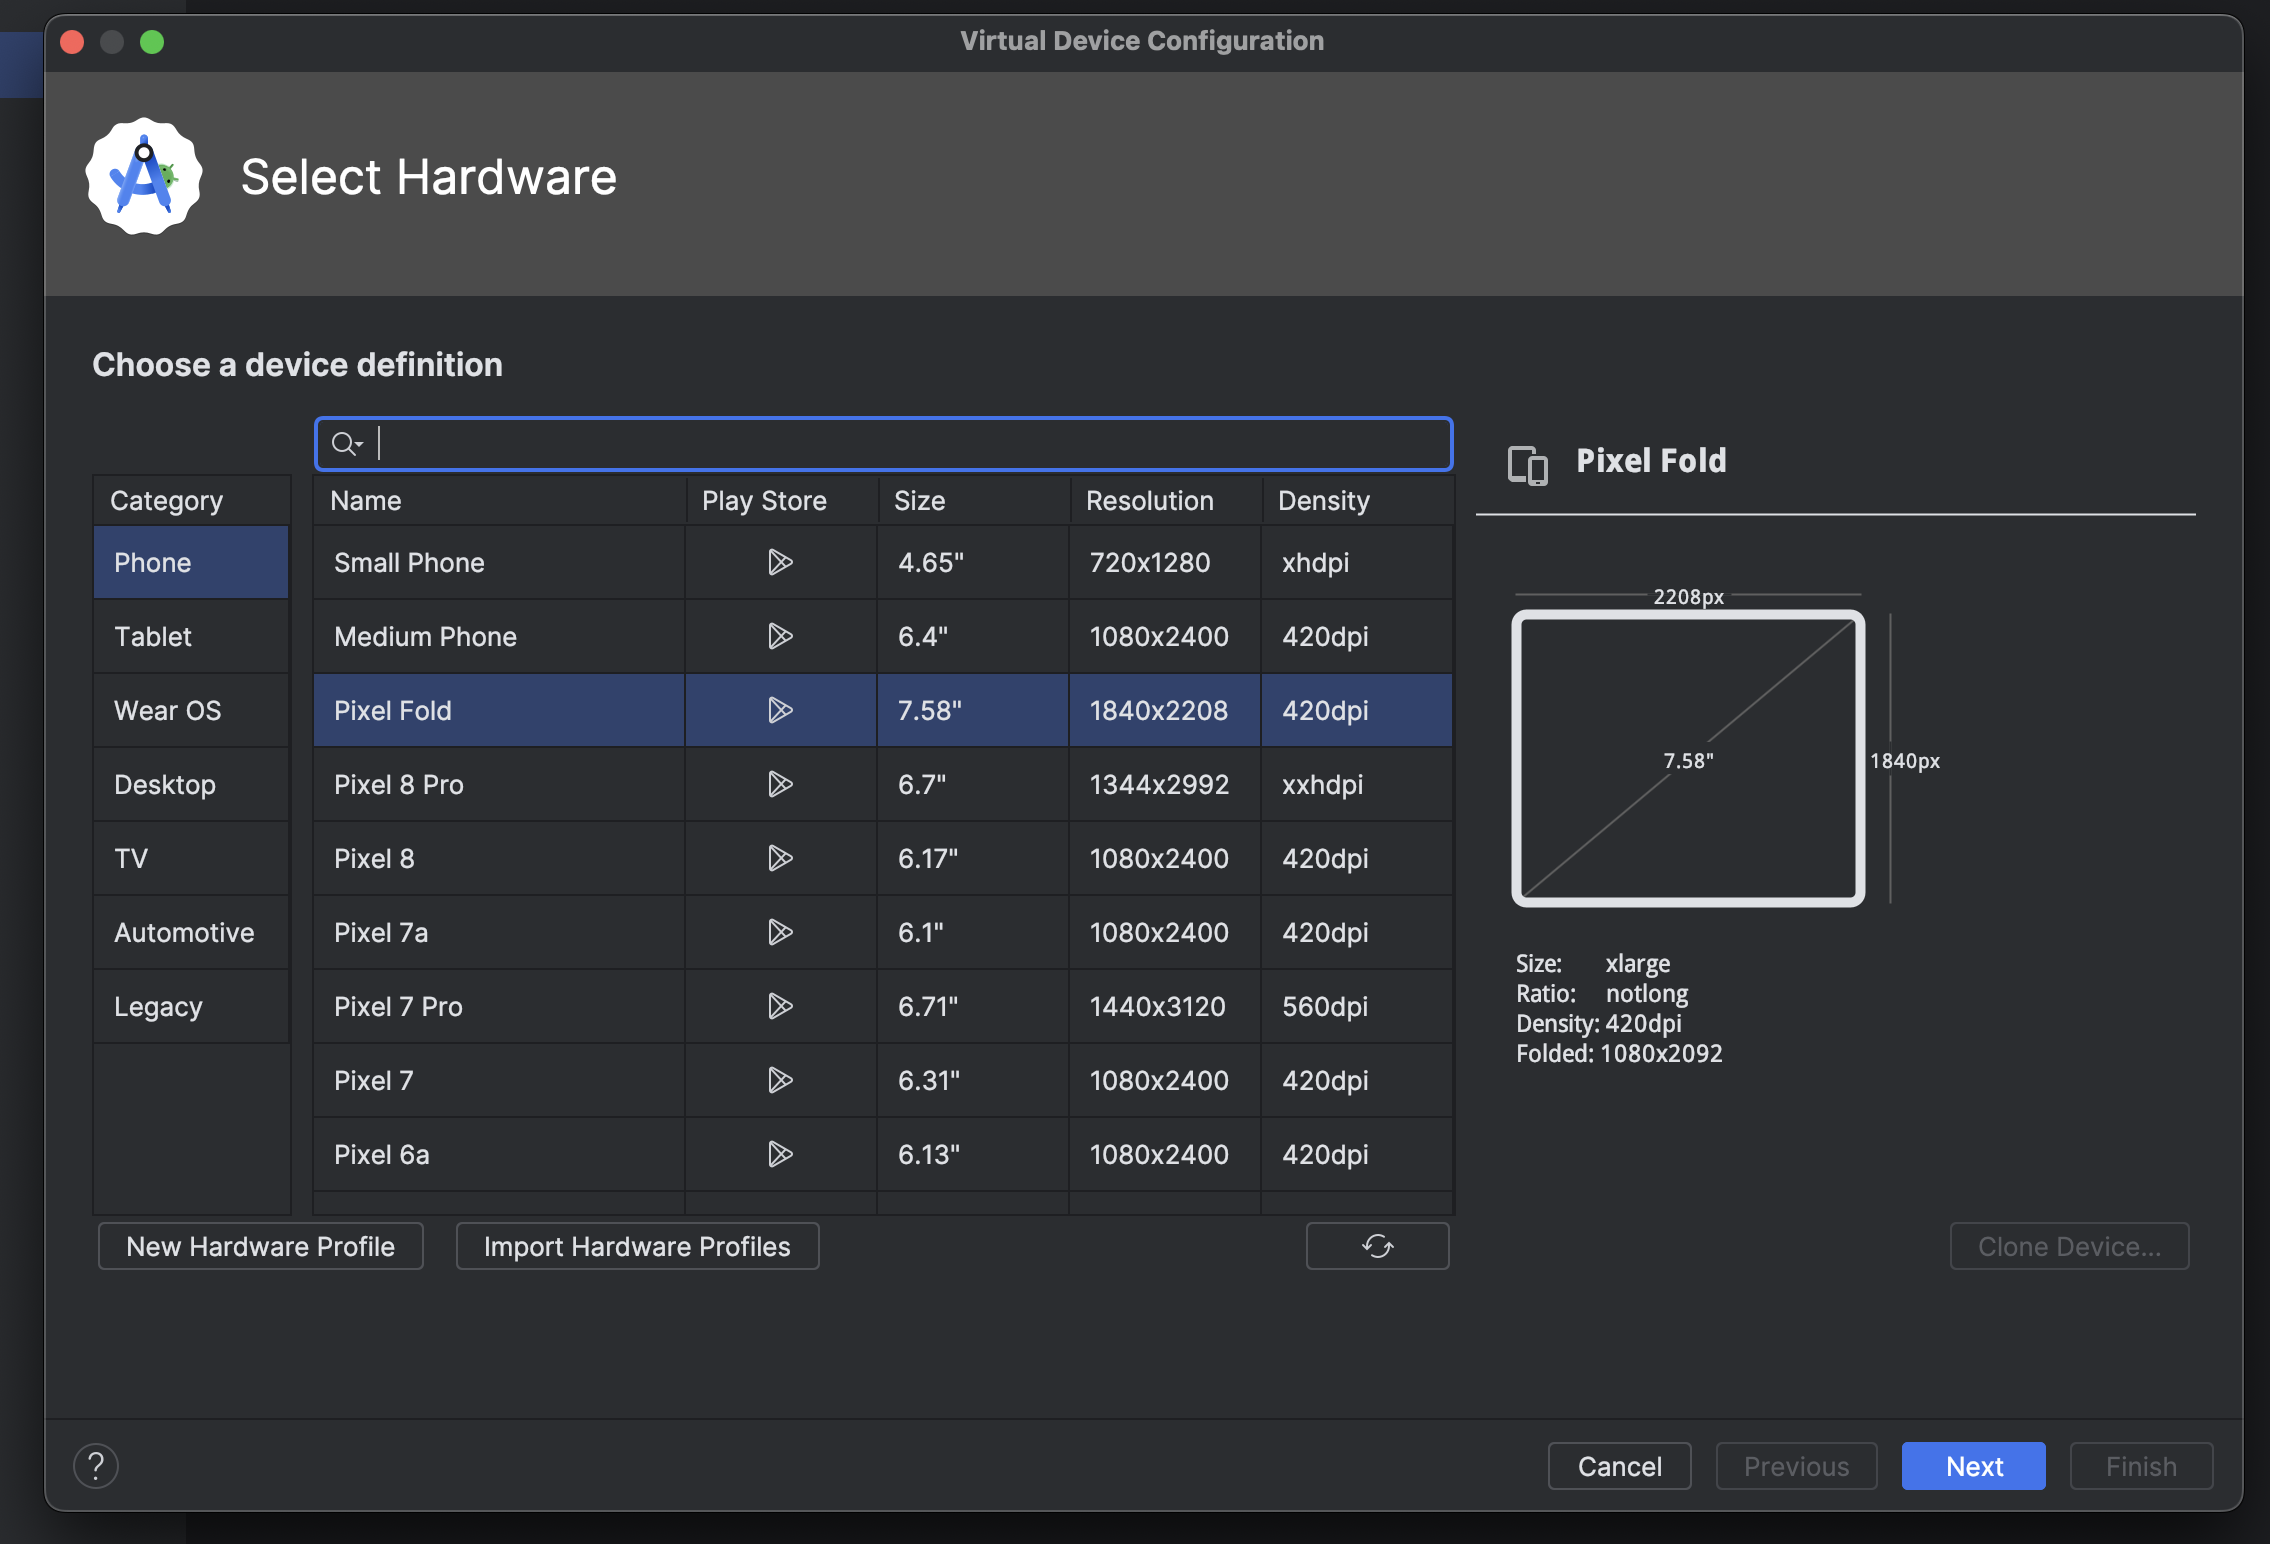 Virtual Device Configuration
Select Hardware
Choose a device definition
Category
Phone
Tablet
Wear OS
Desktop
TV
Automotive
Legacy
Name Play Store Size Resolution Density
Small Phone 4.65" 720x1280 xhdpi
Medium Phone 6.4" 1080x2400 420dpi
Pixel Fold 7.58" 1840x2208 420dpi
Pixel 8 Pro 6.7" 1344x2992 xxhdpi
Pixel 8 6.17" 1080x2400 420dpi
Pixel 7a 6.1" 1080x2400 420dpi
Pixel 7 Pro 6.71" 1440x3120 560dpi
Pixel 7 6.31" 1080x2400 420dpi
Pixel 6a 6.13" 1080x2400 420dpi
Pixel Fold
2208px
7.58"
1840px
Size: xlarge
Ratio: notlong
Density: 420dpi
Folded: 1080x2092
New Hardware Profile Import Hardware Profiles Clone Device...
? Cancel Previous Next Finish